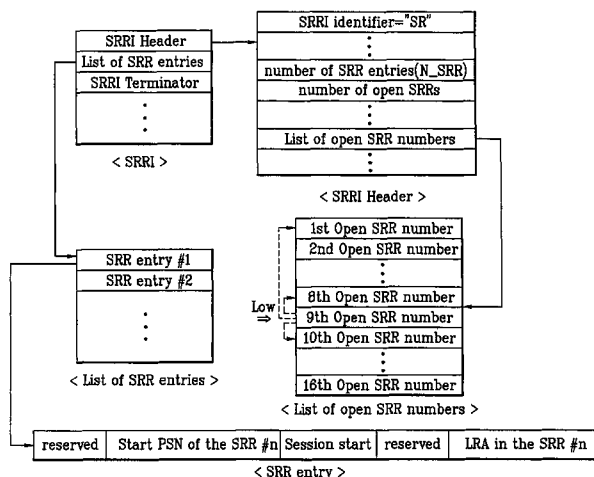 SRRI Header
List of SRR entries
SRRI Terminator
< SRRI >
SRRI identifier="SR"
number of SRR entries(N_SRR)
number of open SRRs
List of open SRR numbers
< SRRI Header >
SRR entry #1
SRR entry #2
< List of SRR entries >
1st Open SRR number
2nd Open SRR number
8th Open SRR number
Low
⇒
9th Open SRR number
10th Open SRR number
16th Open SRR number
< List of open SRR numbers >
reserved
Start PSN of the SRR #n
Session start
reserved
LRA in the SRR #n
< SRR entry >